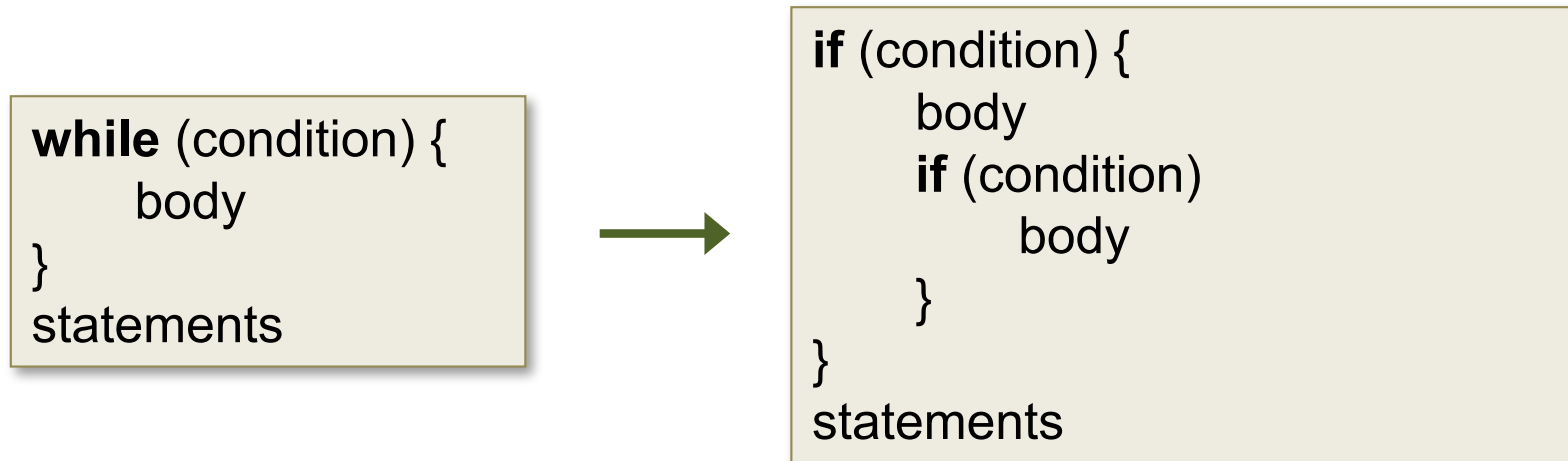 while (condition) {
body
}
statements
if (condition) {
body
if (condition)
body
}
}
statements